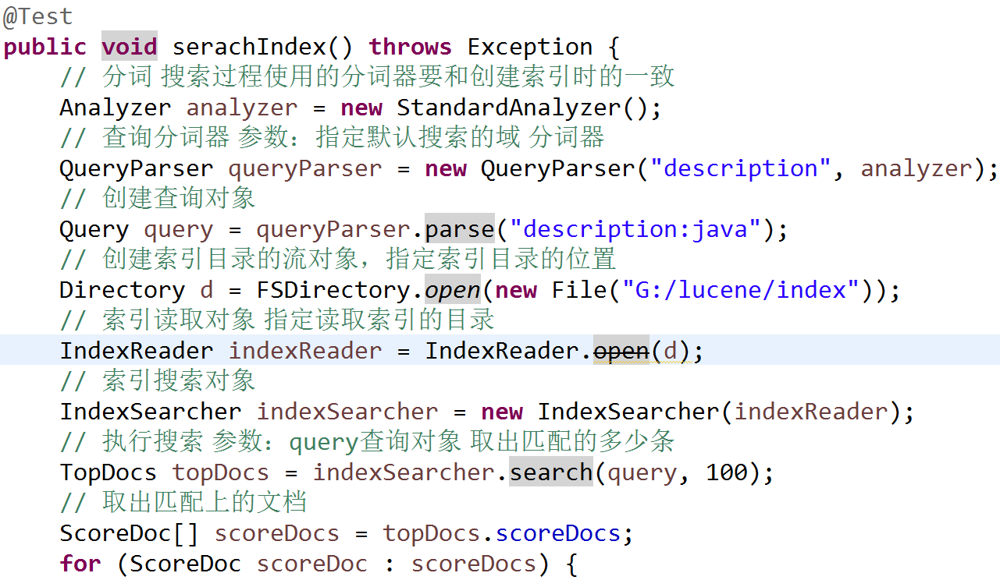 @Test
public void serachIndex() throws Exception {
    // 分词 搜索过程使用的分词器要和创建索引时的一致
    Analyzer analyzer = new StandardAnalyzer();
    // 查询分词器 参数：指定默认搜索的域 分词器
    QueryParser queryParser = new QueryParser("description", analyzer);
    // 创建查询对象
    Query query = queryParser.parse("description:java");
    // 创建索引目录的流对象，指定索引目录的位置
    Directory d = FSDirectory.open(new File("G:/lucene/index"));
    // 索引读取对象 指定读取索引的目录
    IndexReader indexReader = IndexReader.open(d);
    // 索引搜索对象
    IndexSearcher indexSearcher = new IndexSearcher(indexReader);
    // 执行搜索 参数：query查询对象 取出匹配的多少条
    TopDocs topDocs = indexSearcher.search(query, 100);
    // 取出匹配上的文档
    ScoreDoc[] scoreDocs = topDocs.scoreDocs;
    for (ScoreDoc scoreDoc : scoreDocs) {